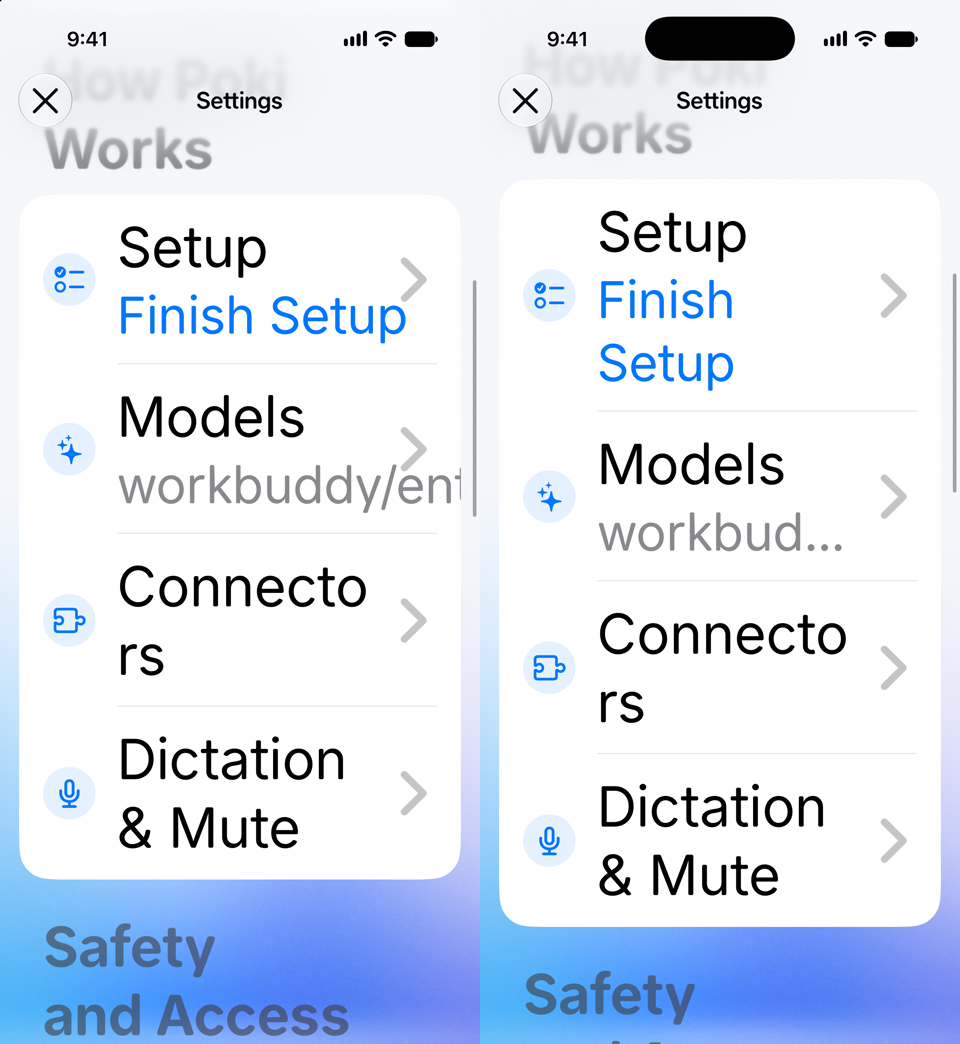 9:41
Settings
How Poki
Works
Setup
Finish Setup
Models
workbuddy/ent
Connecto
rs
Dictation
& Mute
Safety
and Access
9:41
Settings
How Poki
Works
Setup
Finish
Setup
Models
workbud...
Connecto
rs
Dictation
& Mute
Safety